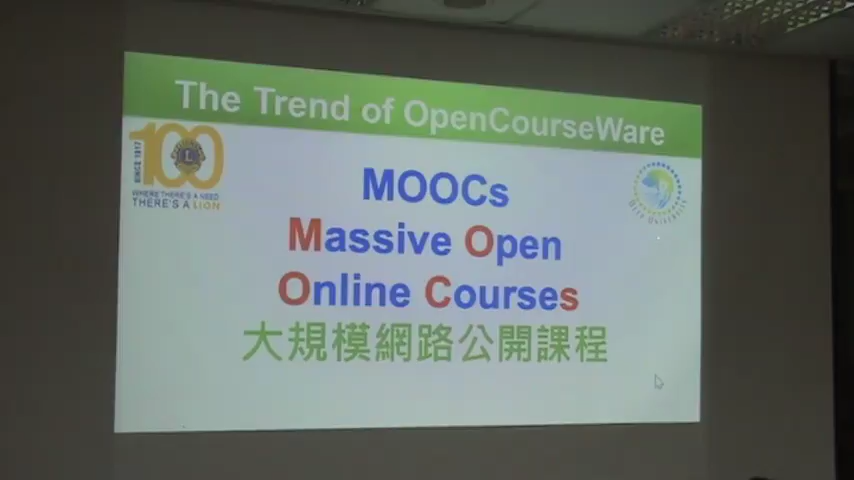 The Trend of OpenCourseWare
SINCE 1917
100
L
WHERE THERE'S A NEED
THERE'S A LION
MOOCs
Massive Open
Online Courses
大規模網路公開課程